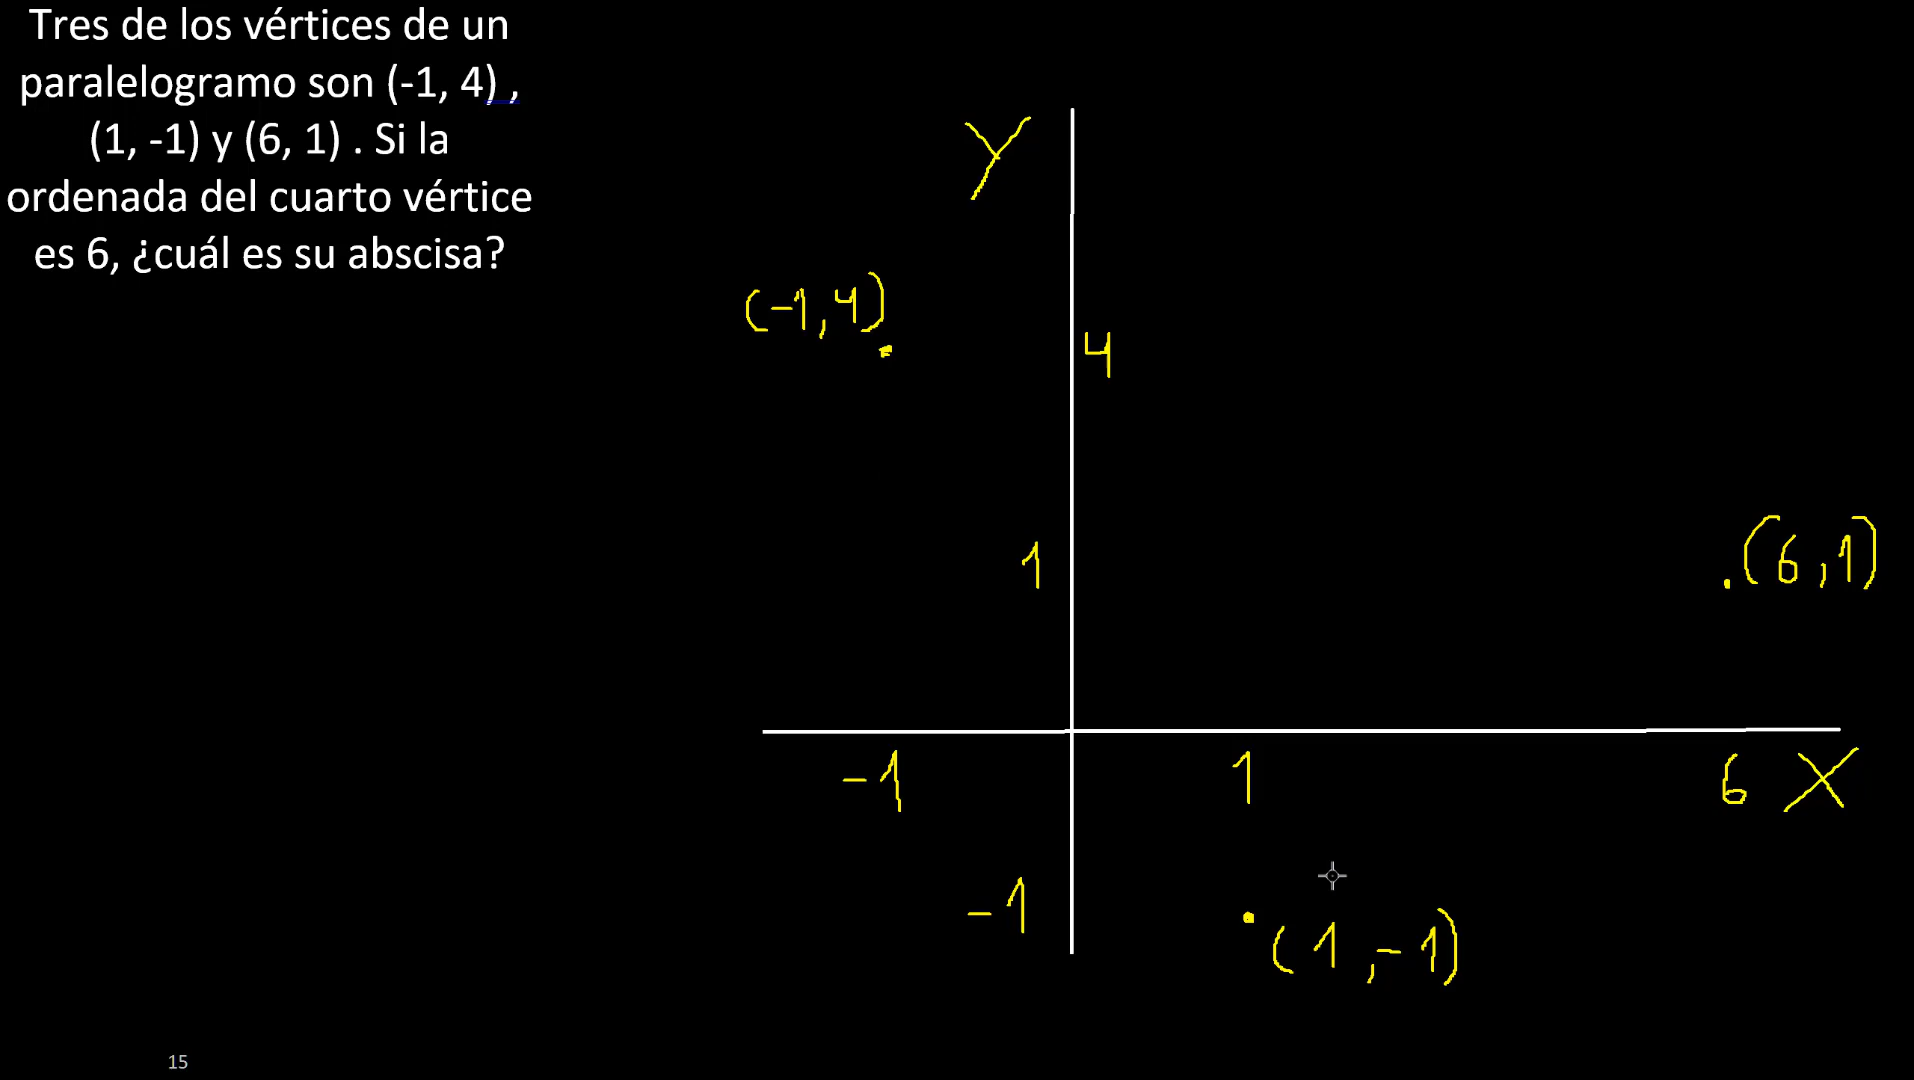 Tres de los vértices de un
paralelogramo son (-1, 4) ,
(1, -1) y (6, 1) . Si la
ordenada del cuarto vértice
es 6, ¿cuál es su abscisa?
Y
(-1,4)
4
1
(6,1)
-1
1
6
X
-1
(1,-1)
15